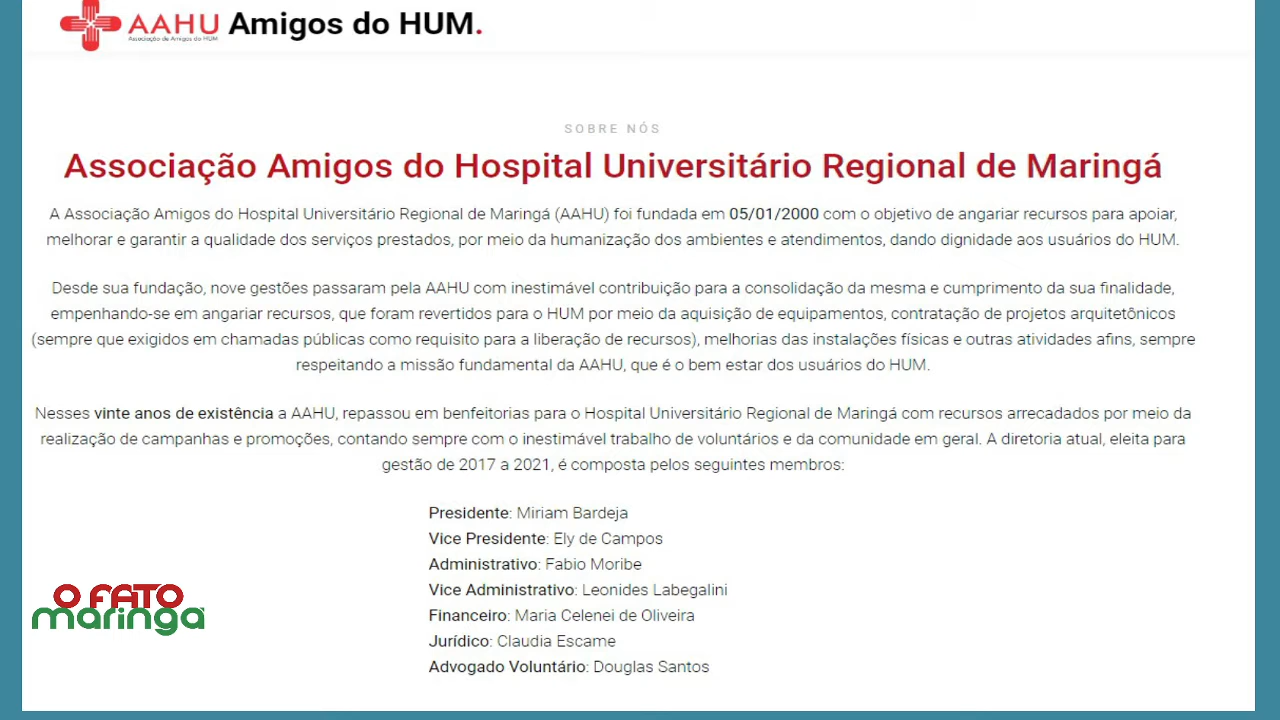 AAHU Amigos do HUM.
Associação de Amigos do HUM
SOBRE NÓS
Associação Amigos do Hospital Universitário Regional de Maringá
A Associação Amigos do Hospital Universitário Regional de Maringá (AAHU) foi fundada em 05/01/2000 com o objetivo de angariar recursos para apoiar,
melhorar e garantir a qualidade dos serviços prestados, por meio da humanização dos ambientes e atendimentos, dando dignidade aos usuários do HUM.
Desde sua fundação, nove gestões passaram pela AAHU com inestimável contribuição para a consolidação da mesma e cumprimento da sua finalidade,
empenhando-se em angariar recursos, que foram revertidos para o HUM por meio da aquisição de equipamentos, contratação de projetos arquitetônicos
(sempre que exigidos em chamadas públicas como requisito para a liberação de recursos), melhorias das instalações físicas e outras atividades afins, sempre
respeitando a missão fundamental da AAHU, que é o bem estar dos usuários do HUM.
Nesses vinte anos de existência a AAHU, repassou em benfeitorias para o Hospital Universitário Regional de Maringá com recursos arrecadados por meio da
realização de campanhas e promoções, contando sempre com o inestimável trabalho de voluntários e da comunidade em geral. A diretoria atual, eleita para
gestão de 2017 a 2021, é composta pelos seguintes membros:
Presidente: Miriam Bardeja
Vice Presidente: Ely de Campos
Administrativo: Fabio Moribe
Vice Administrativo: Leonides Labegalini
Financeiro: Maria Celenei de Oliveira
Jurídico: Claudia Escame
Advogado Voluntário: Douglas Santos
O FATO
maringa